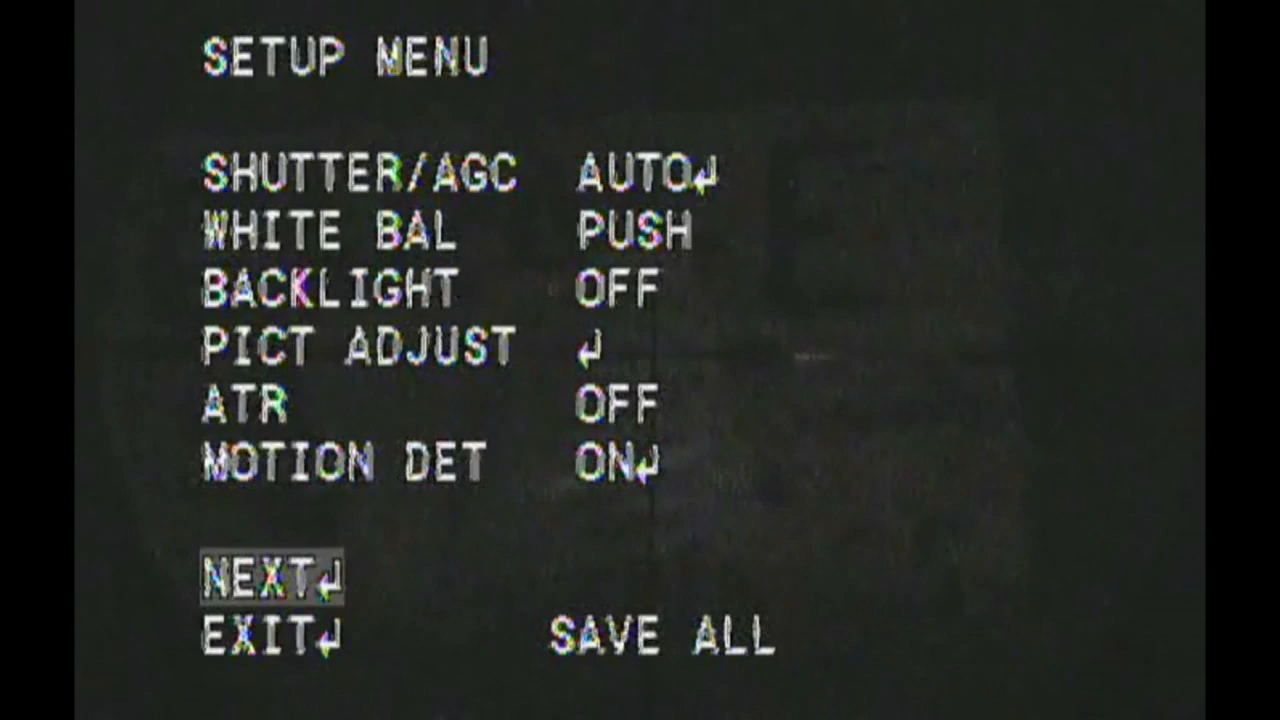 SETUP MENU
SHUTTER/AGC AUTO↲
WHITE BAL PUSH
BACKLIGHT OFF
PICT ADJUST ↲
ATR OFF
MOTION DET ON↲
NEXT↲
EXIT↲ SAVE ALL